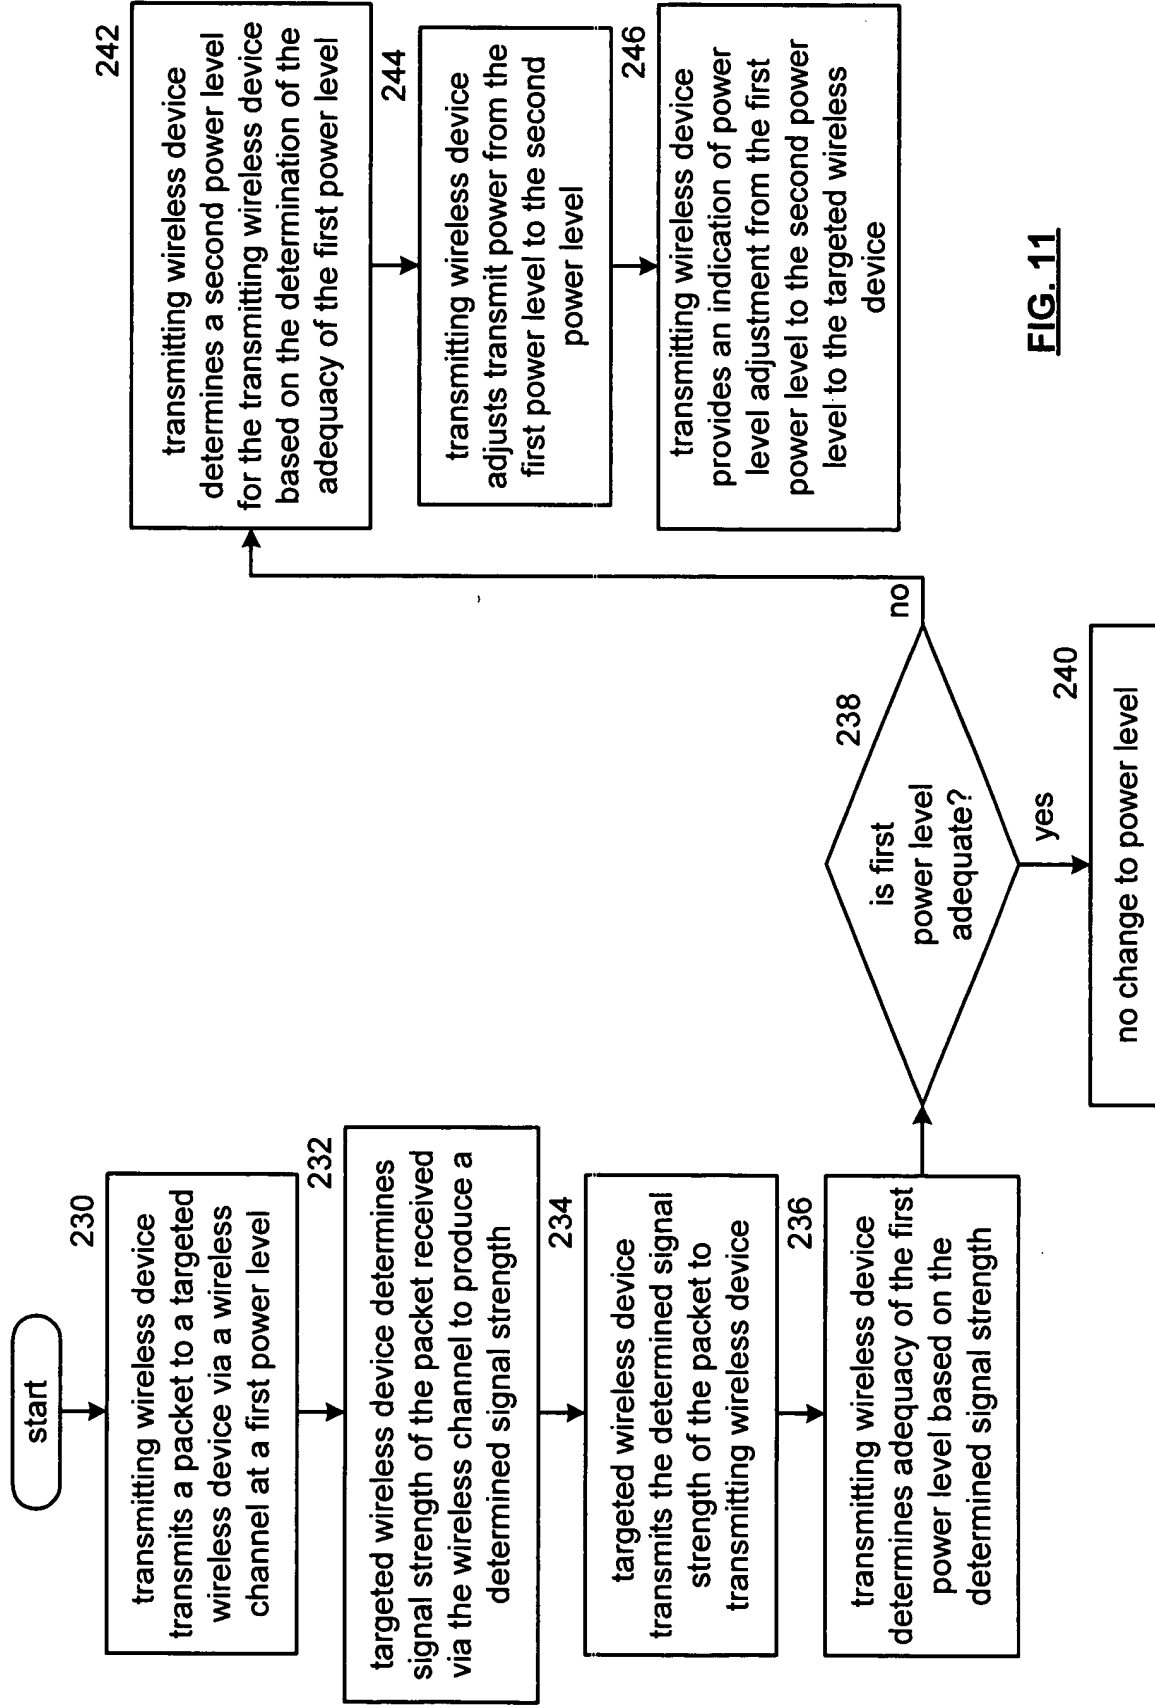 start
230
transmitting wireless device
transmits a packet to a targeted
wireless device via a wireless
channel at a first power level
232
targeted wireless device determines
signal strength of the packet received
via the wireless channel to produce a
determined signal strength
234
targeted wireless device
transmits the determined signal
strength of the packet to
transmitting wireless device
236
transmitting wireless device
determines adequacy of the first
power level based on the
determined signal strength
238
is first
power level
adequate?
no
yes
240
no change to power level
242
transmitting wireless device
determines a second power level
for the transmitting wireless device
based on the determination of the
adequacy of the first power level
244
transmitting wireless device
adjusts transmit power from the
first power level to the second
power level
246
transmitting wireless device
provides an indication of power
level adjustment from the first
power level to the second power
level to the targeted wireless
device
FIG. 11